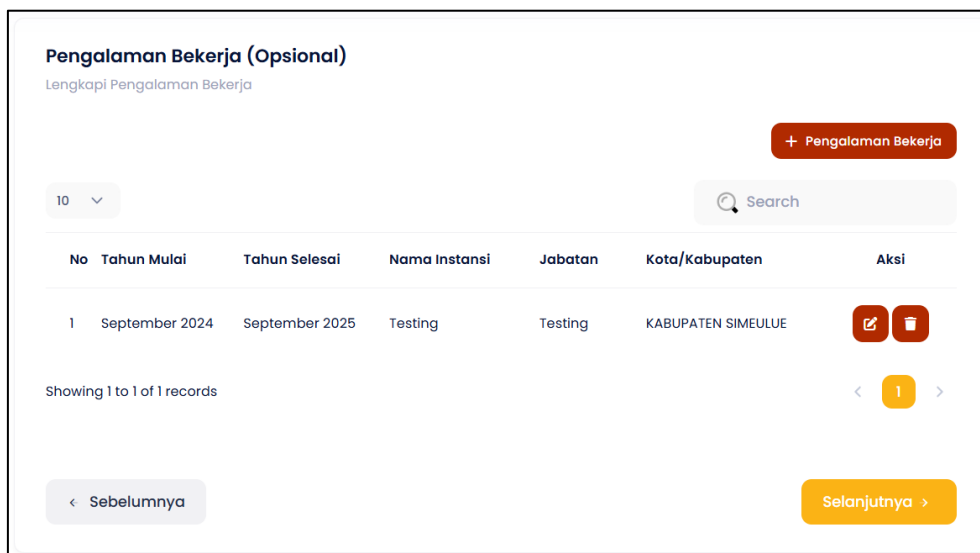 Pengalaman Bekerja (Opsional)
Lengkapi Pengalaman Bekerja
+ Pengalaman Bekerja
10
Search
No Tahun Mulai Tahun Selesai Nama Instansi Jabatan Kota/Kabupaten Aksi
1 September 2024 September 2025 Testing Testing KABUPATEN SIMEULUE
Showing 1 to 1 of 1 records
< 1 >
← Sebelumnya
Selanjutnya >